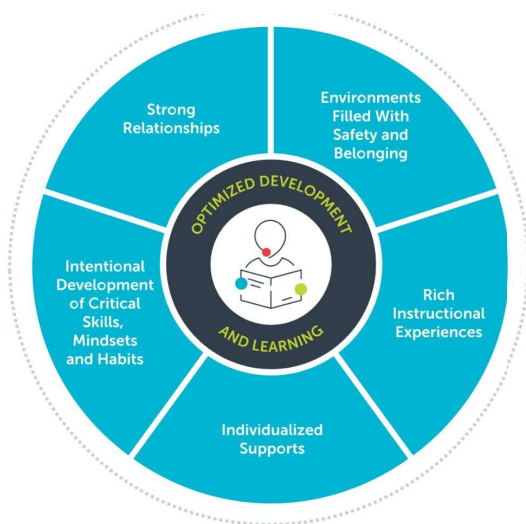 Strong
Relationships
Environments
Filled With
Safety and
Belonging
OPTIMIZED DEVELOPMENT
AND LEARNING
Intentional
Development
of Critical
Skills,
Mindsets
and Habits
Rich
Instructional
Experiences
Individualized
Supports